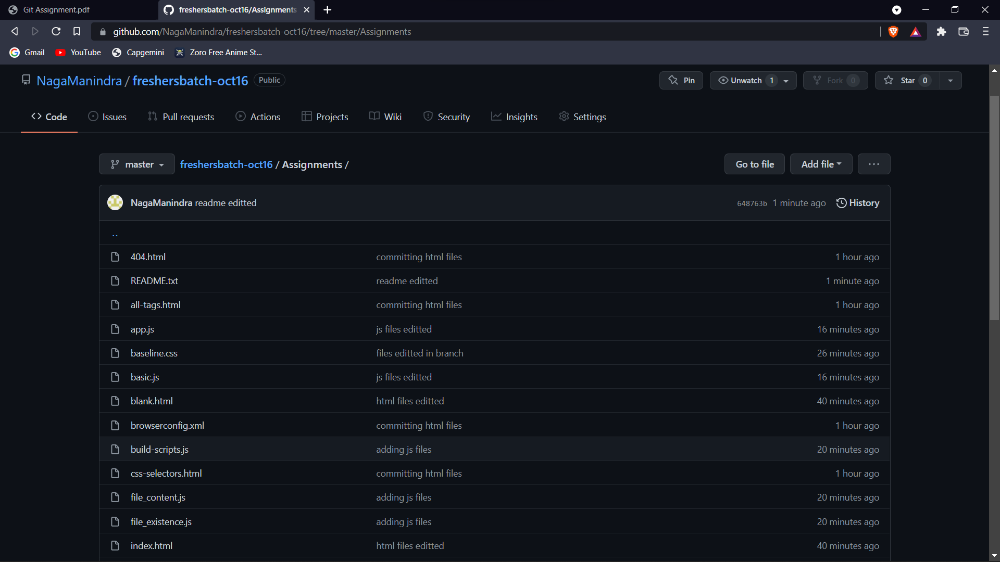 Git Assignment.pdf
freshersbatch-oct16/Assignments
github.com/NagaManindra/freshersbatch-oct16/tree/master/Assignments
Gmail YouTube Capgemini Zoro Free Anime St...
NagaManindra / freshersbatch-oct16 Public
Pin Unwatch 1 Fork 0 Star 0
Code Issues Pull requests Actions Projects Wiki Security Insights Settings
master freshersbatch-oct16 / Assignments / Go to file Add file ...
NagaManindra readme editted 648763b 1 minute ago History
..
404.html committing html files 1 hour ago
README.txt readme editted 1 minute ago
all-tags.html committing html files 1 hour ago
app.js js files editted 16 minutes ago
baseline.css files editted in branch 26 minutes ago
basic.js js files editted 16 minutes ago
blank.html html files editted 40 minutes ago
browserconfig.xml committing html files 1 hour ago
build-scripts.js adding js files 20 minutes ago
css-selectors.html committing html files 1 hour ago
file_content.js adding js files 20 minutes ago
file_existence.js adding js files 20 minutes ago
index.html html files editted 40 minutes ago